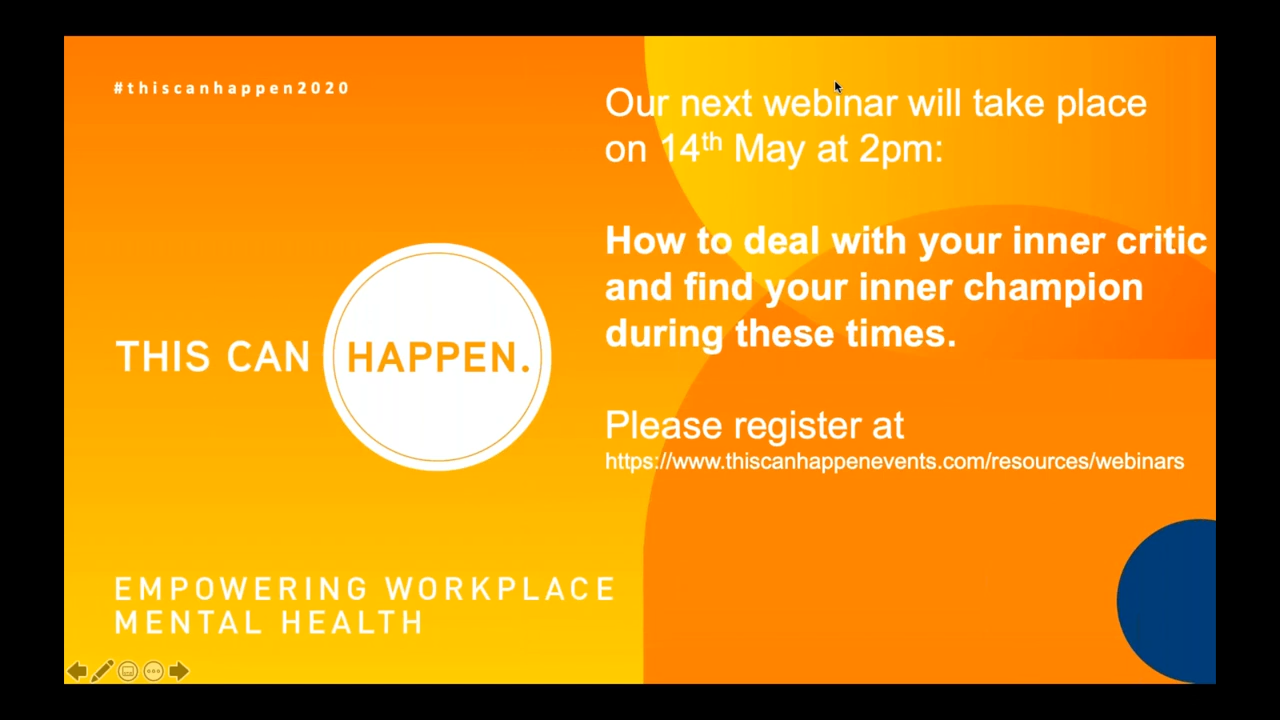 #thiscanhappen2020
Our next webinar will take place
on 14th May at 2pm:
How to deal with your inner critic
and find your inner champion
during these times.
Please register at
https://www.thiscanhappenevents.com/resources/webinars
THIS CAN HAPPEN.
EMPOWERING WORKPLACE
MENTAL HEALTH